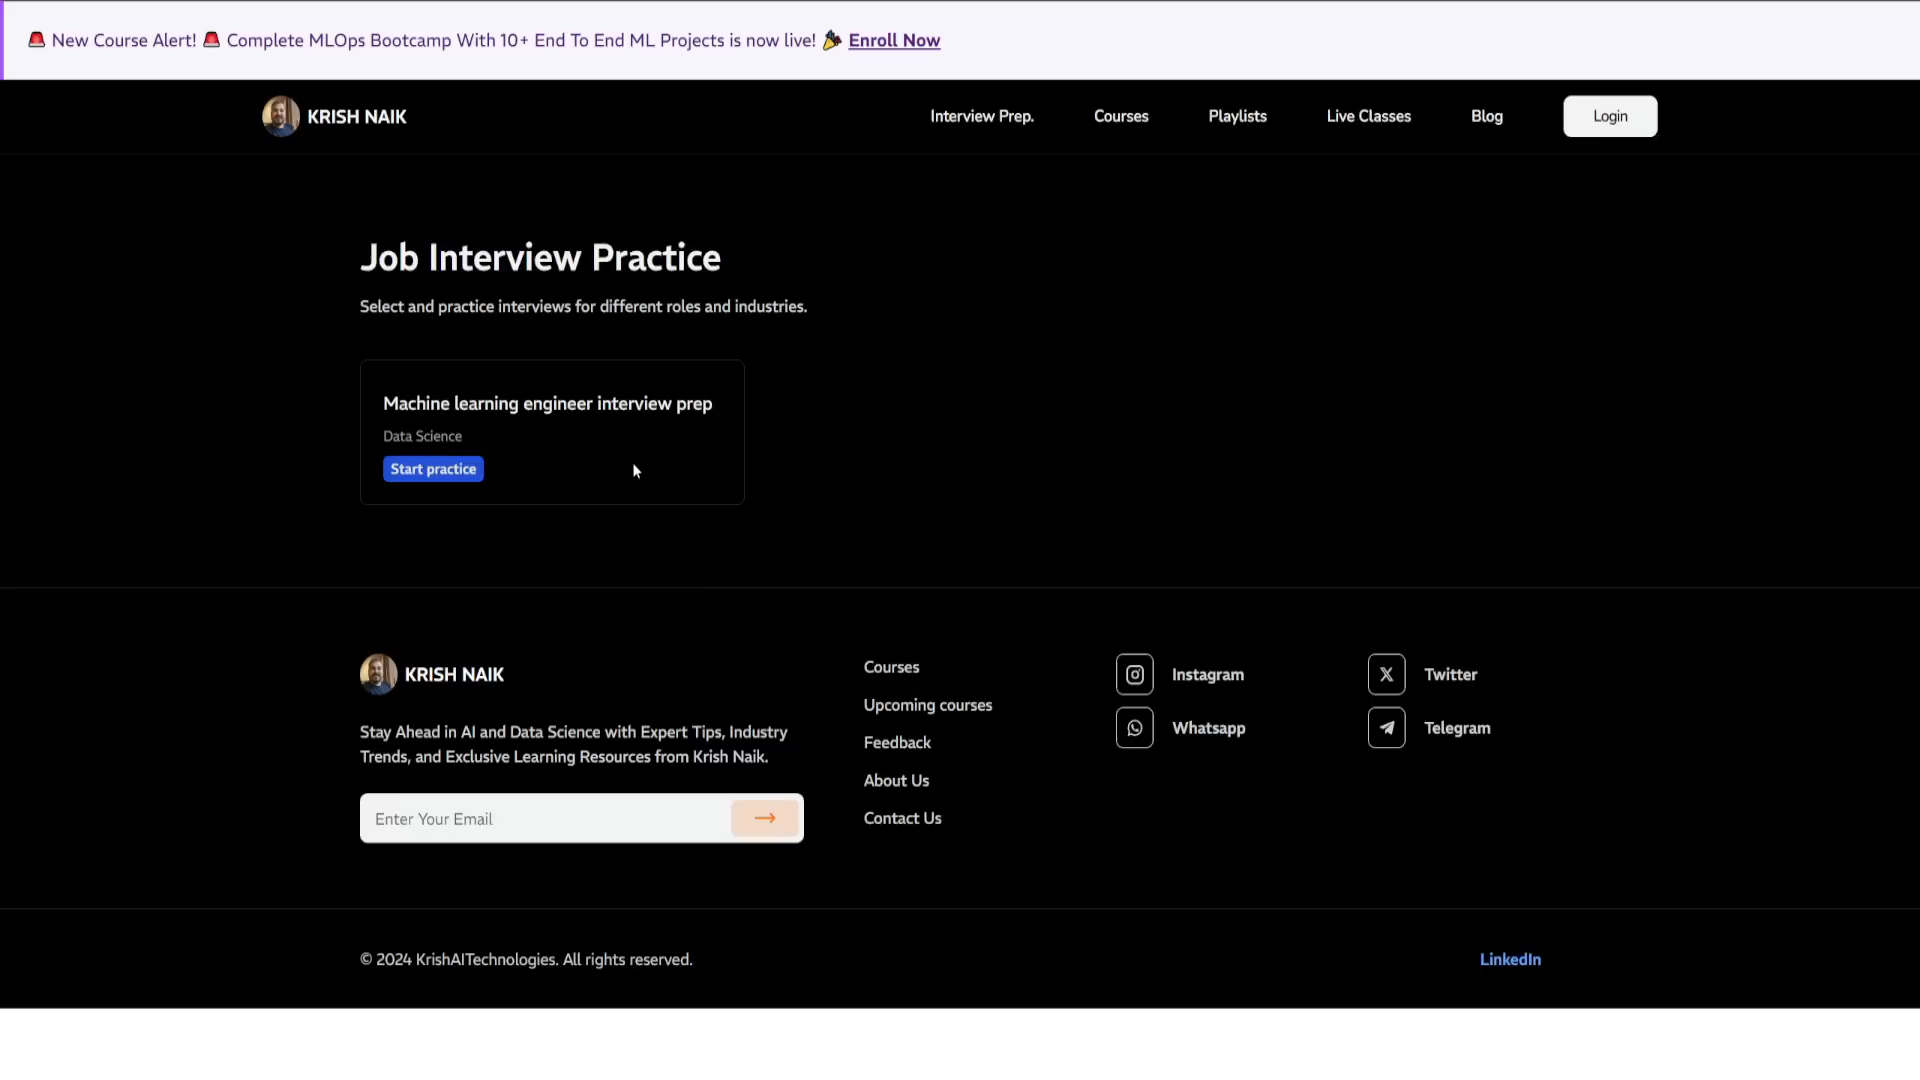 🚨 New Course Alert! 🚨 Complete MLOps Bootcamp With 10+ End To End ML Projects is now live! 🎉 Enroll Now
KRISH NAIK
Interview Prep.
Courses
Playlists
Live Classes
Blog
Login
Job Interview Practice
Select and practice interviews for different roles and industries.
Machine learning engineer interview prep
Data Science
Start practice
KRISH NAIK
Stay Ahead in AI and Data Science with Expert Tips, Industry
Trends, and Exclusive Learning Resources from Krish Naik.
Enter Your Email
Courses
Upcoming courses
Feedback
About Us
Contact Us
Instagram
Whatsapp
Twitter
Telegram
© 2024 KrishAITechnologies. All rights reserved.
LinkedIn